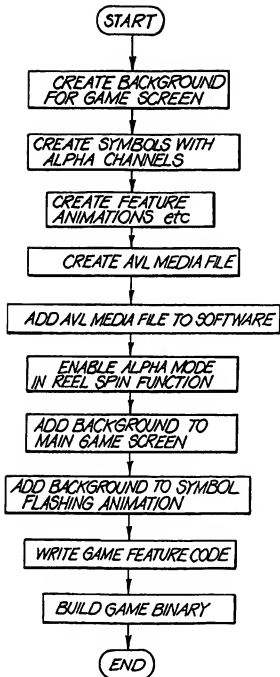 START
CREATE BACKGROUND
FOR GAME SCREEN
CREATE SYMBOLS WITH
ALPHA CHANNELS
CREATE FEATURE
ANIMATIONS etc
CREATE AVL MEDIA FILE
ADD AVL MEDIA FILE TO SOFTWARE
ENABLE ALPHA MODE
IN REEL SPIN FUNCTION
ADD BACKGROUND TO
MAIN GAME SCREEN
ADD BACKGROUND TO SYMBOL
FLASHING ANIMATION
WRITE GAME FEATURE CODE
BUILD GAME BINARY
END